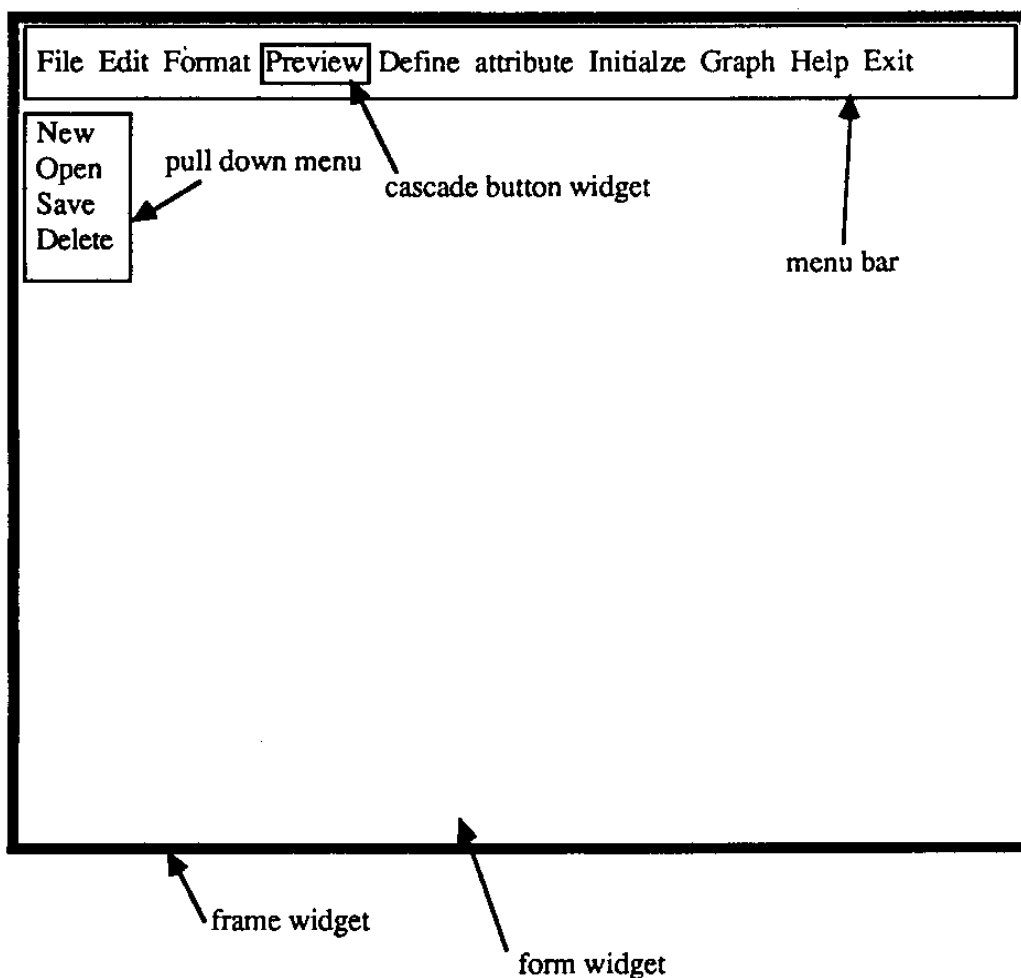 File Edit Format Preview Define attribute Initialze Graph Help Exit
New
Open
Save
Delete
pull down menu
cascade button widget
menu bar
frame widget
form widget